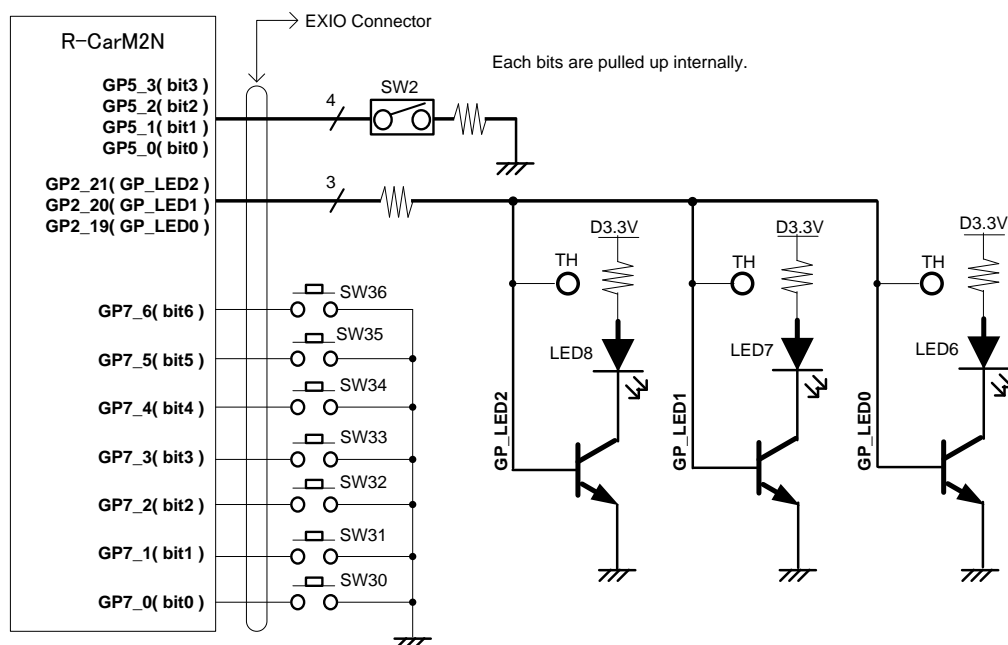 EXIO Connector
R-CarM2N
Each bits are pulled up internally.
GP5_3( bit3)
GP5_2( bit2)
GP5_1( bit1)
GP5_0( bit0)
4
SW2
GP2_21( GP_LED2)
GP2_20( GP_LED1)
GP2_19( GP_LED0)
3
D3.3V
D3.3V
D3.3V
TH
TH
TH
LED8
LED7
LED6
GP_LED2
GP_LED1
GP_LED0
GP7_6( bit6 )
SW36
GP7_5( bit5 )
SW35
GP7_4( bit4 )
SW34
GP7_3( bit3 )
SW33
GP7_2( bit2 )
SW32
GP7_1( bit1 )
SW31
GP7_0( bit0 )
SW30